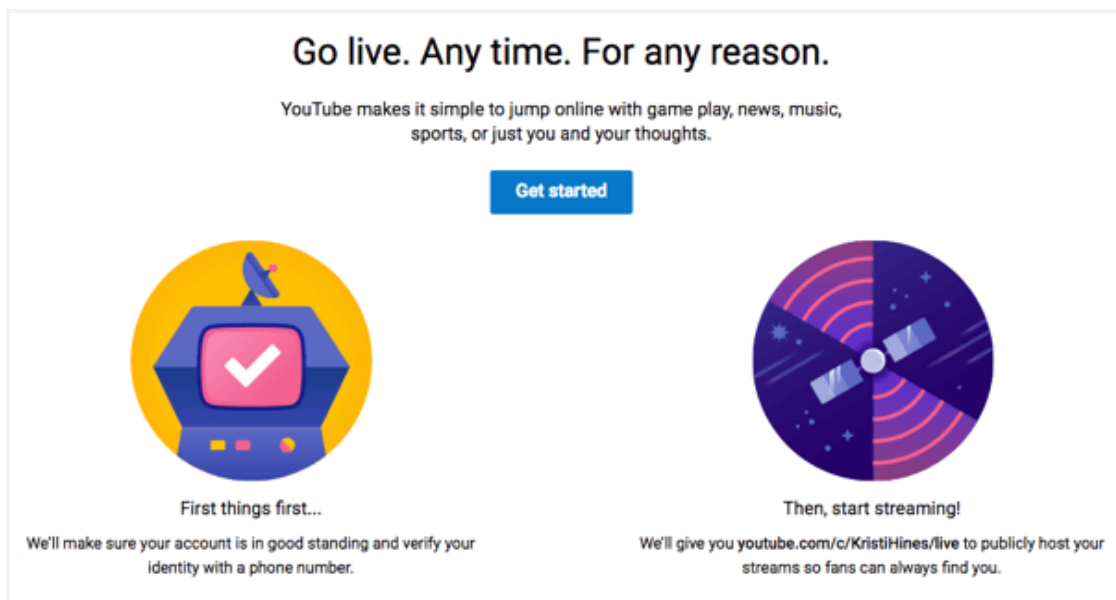 Go live. Any time. For any reason.
YouTube makes it simple to jump online with game play, news, music,
sports, or just you and your thoughts.
Get started
First things first...
We'll make sure your account is in good standing and verify your
identity with a phone number.
Then, start streaming!
We'll give you youtube.com/c/KristiHines/live to publicly host your
streams so fans can always find you.